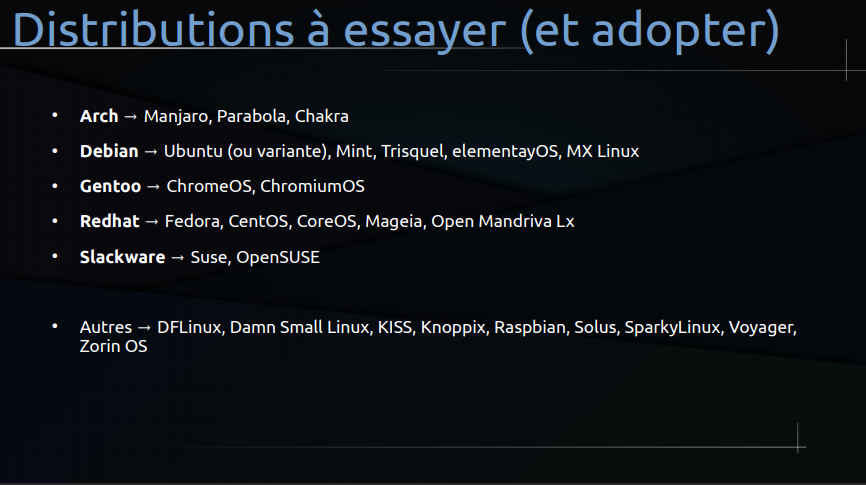 Distributions à essayer (et adopter)
• Arch → Manjaro, Parabola, Chakra
• Debian → Ubuntu (ou variante), Mint, Trisquel, elementayOS, MX Linux
• Gentoo → ChromeOS, ChromiumOS
• Redhat → Fedora, CentOS, CoreOS, Mageia, Open Mandriva Lx
• Slackware → Suse, OpenSUSE
• Autres → DFLinux, Damn Small Linux, KISS, Knoppix, Raspbian, Solus, SparkyLinux, Voyager,
Zorin OS